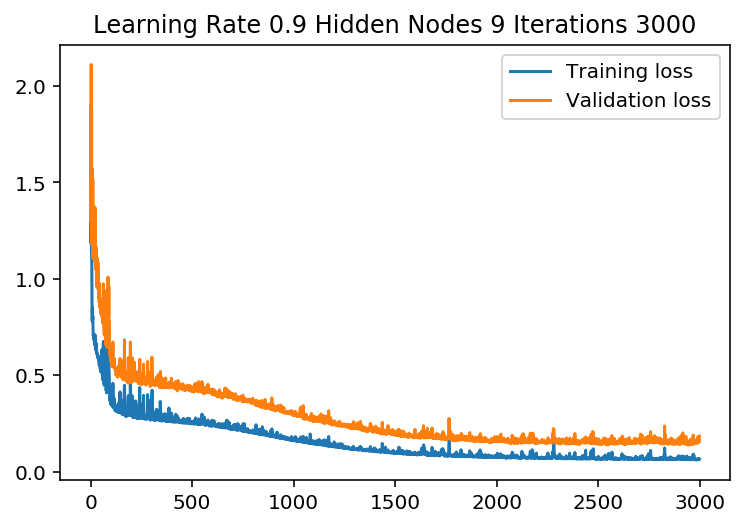 Learning Rate 0.9 Hidden Nodes 9 Iterations 3000
Training loss
Validation loss
2.0
1.5
1.0
0.5
0.0
0 500 1000 1500 2000 2500 3000